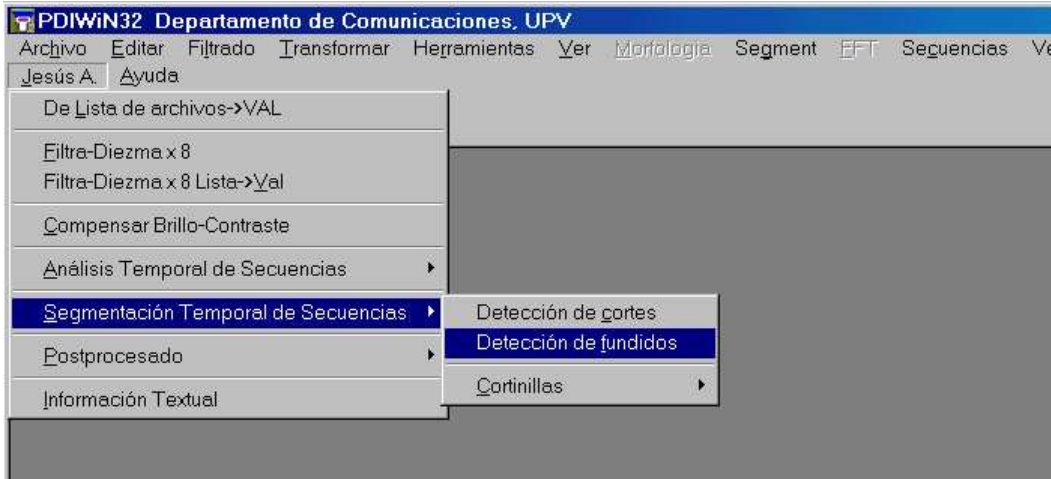 PDIWiN32 Departamento de Comunicaciones, UPV
Archivo Editar Filtrado Transformar Herramientas Ver Morfologia Segment FFT Secuencias Ve
Jesús A. Ayuda
De Lista de archivos->VAL
Filtra-Diezma x 8
Filtra-Diezma x 8 Lista->Val
Compensar Brillo-Contraste
Análisis Temporal de Secuencias
Segmentación Temporal de Secuencias
Detección de cortes
Detección de fundidos
Postprocesado
Cortinillas
Información Textual